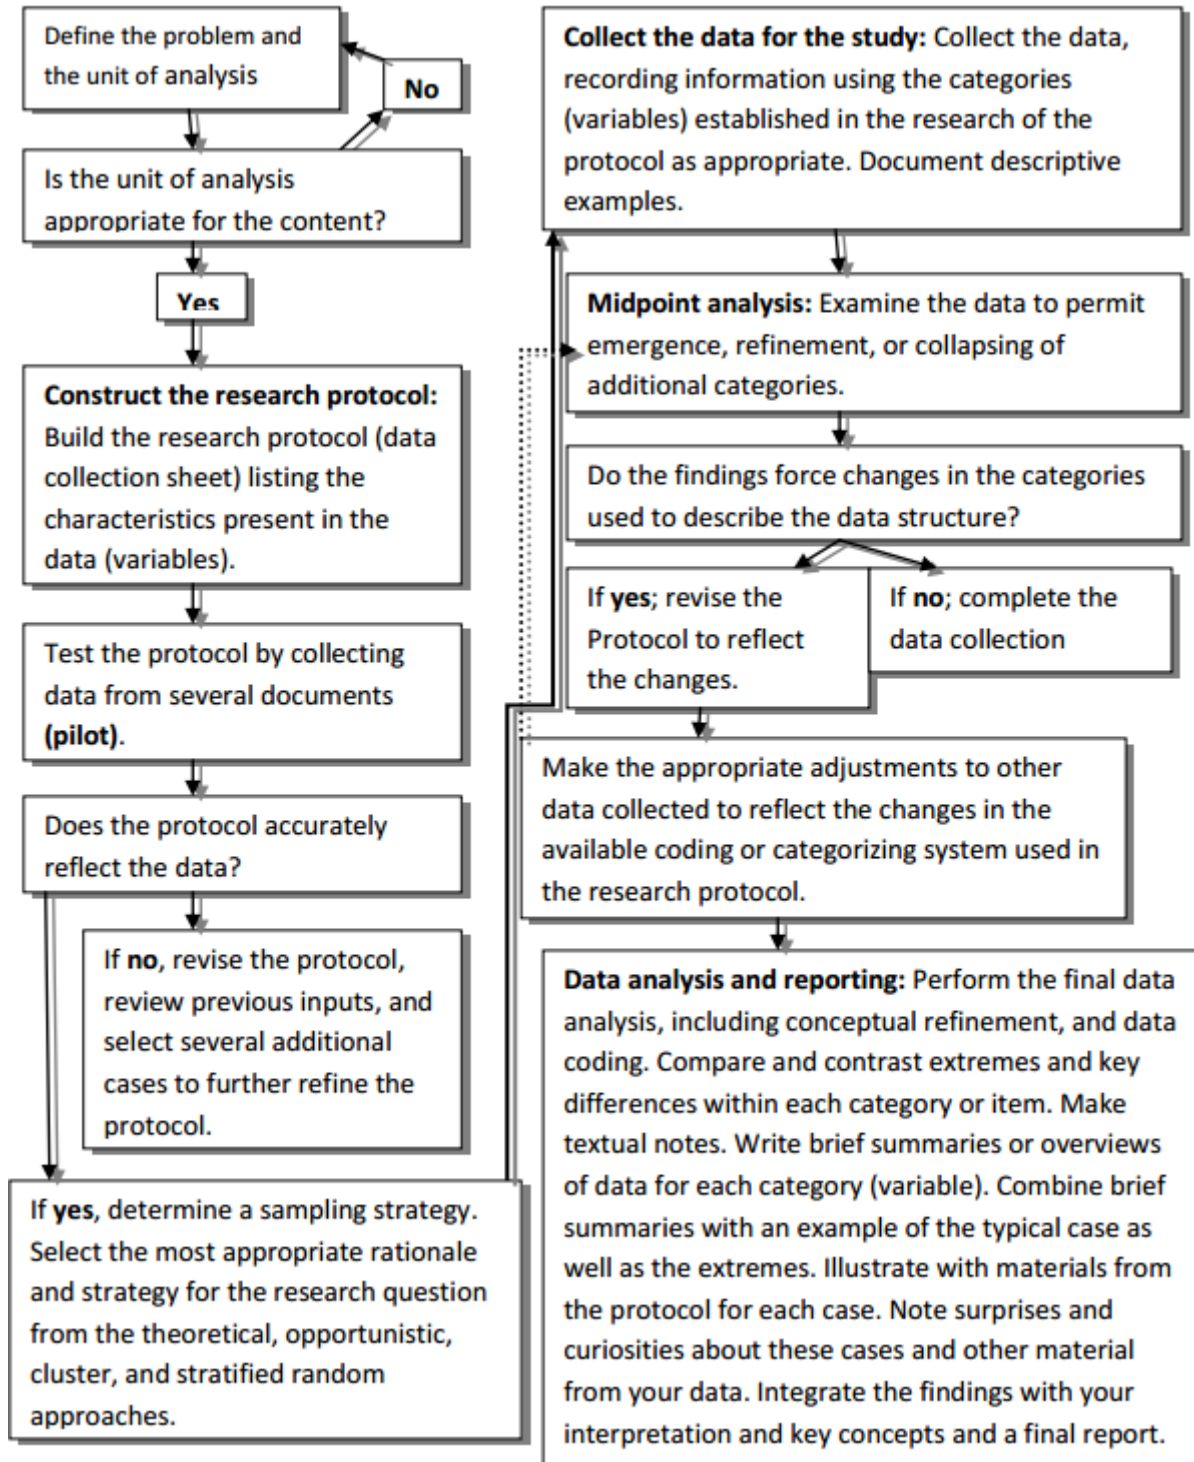 Define the problem and
the unit of analysis
No
Is the unit of analysis
appropriate for the content?
Yes
Construct the research protocol:
Build the research protocol (data
collection sheet) listing the
characteristics present in the
data (variables).
Test the protocol by collecting
data from several documents
(pilot).
Does the protocol accurately
reflect the data?
If no, revise the protocol,
review previous inputs, and
select several additional
cases to further refine the
protocol.
If yes, determine a sampling strategy.
Select the most appropriate rationale
and strategy for the research question
from the theoretical, opportunistic,
cluster, and stratified random
approaches.
Collect the data for the study: Collect the data,
recording information using the categories
(variables) established in the research of the
protocol as appropriate. Document descriptive
examples.
Midpoint analysis: Examine the data to permit
emergence, refinement, or collapsing of
additional categories.
Do the findings force changes in the categories
used to describe the data structure?
If yes; revise the
Protocol to reflect
the changes.
If no; complete the
data collection
Make the appropriate adjustments to other
data collected to reflect the changes in the
available coding or categorizing system used in
the research protocol.
Data analysis and reporting: Perform the final data
analysis, including conceptual refinement, and data
coding. Compare and contrast extremes and key
differences within each category or item. Make
textual notes. Write brief summaries or overviews
of data for each category (variable). Combine brief
summaries with an example of the typical case as
well as the extremes. Illustrate with materials from
the protocol for each case. Note surprises and
curiosities about these cases and other material
from your data. Integrate the findings with your
interpretation and key concepts and a final report.